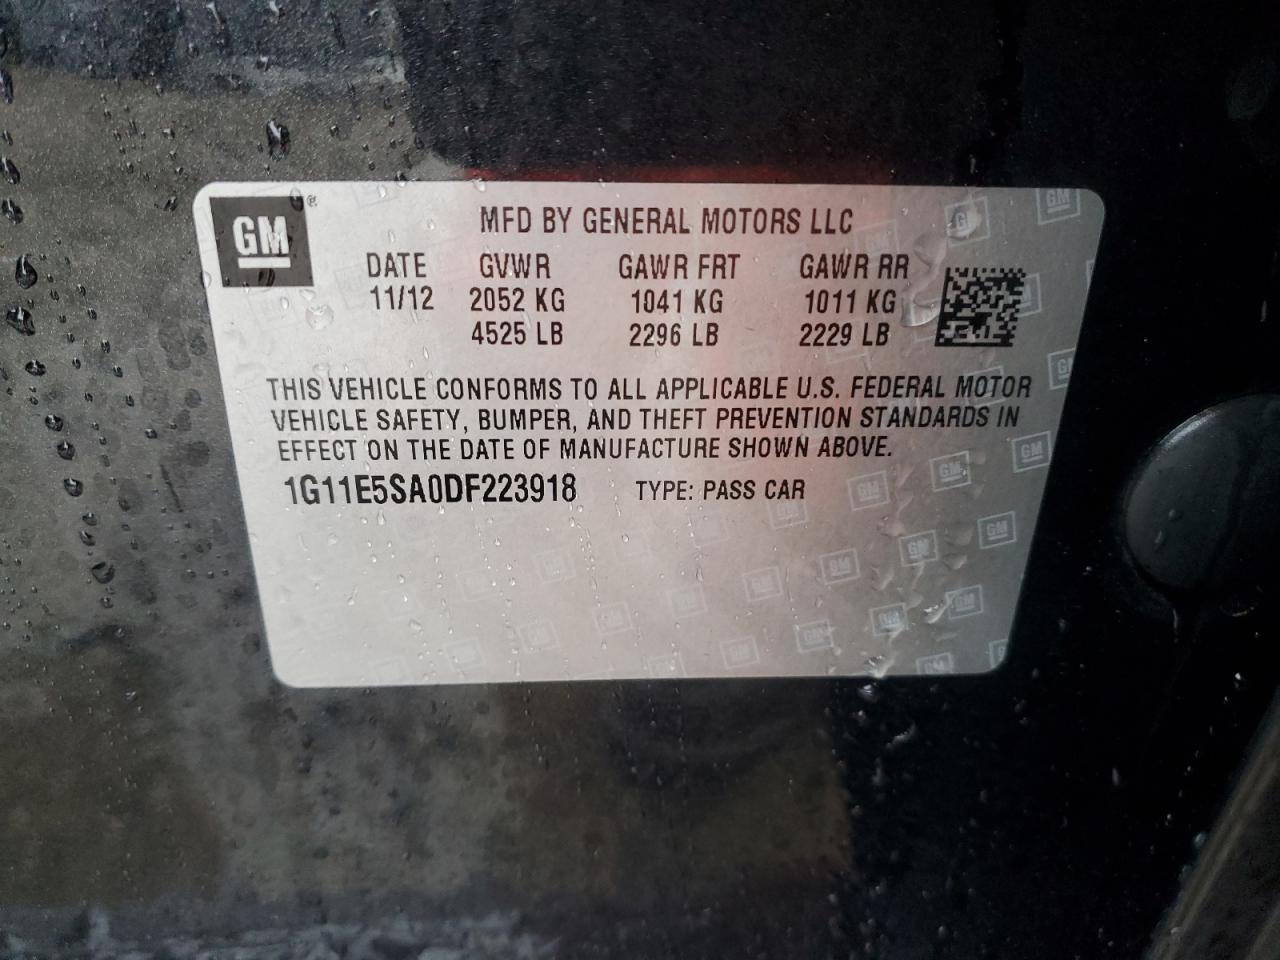 GM ®
MFD BY GENERAL MOTORS LLC
DATE GVWR GAWR FRT GAWR RR
11/12 2052 KG 1041 KG 1011 KG
4525 LB 2296 LB 2229 LB
THIS VEHICLE CONFORMS TO ALL APPLICABLE U.S. FEDERAL MOTOR
VEHICLE SAFETY, BUMPER, AND THEFT PREVENTION STANDARDS IN
EFFECT ON THE DATE OF MANUFACTURE SHOWN ABOVE.
1G11E5SA0DF223918 TYPE: PASS CAR